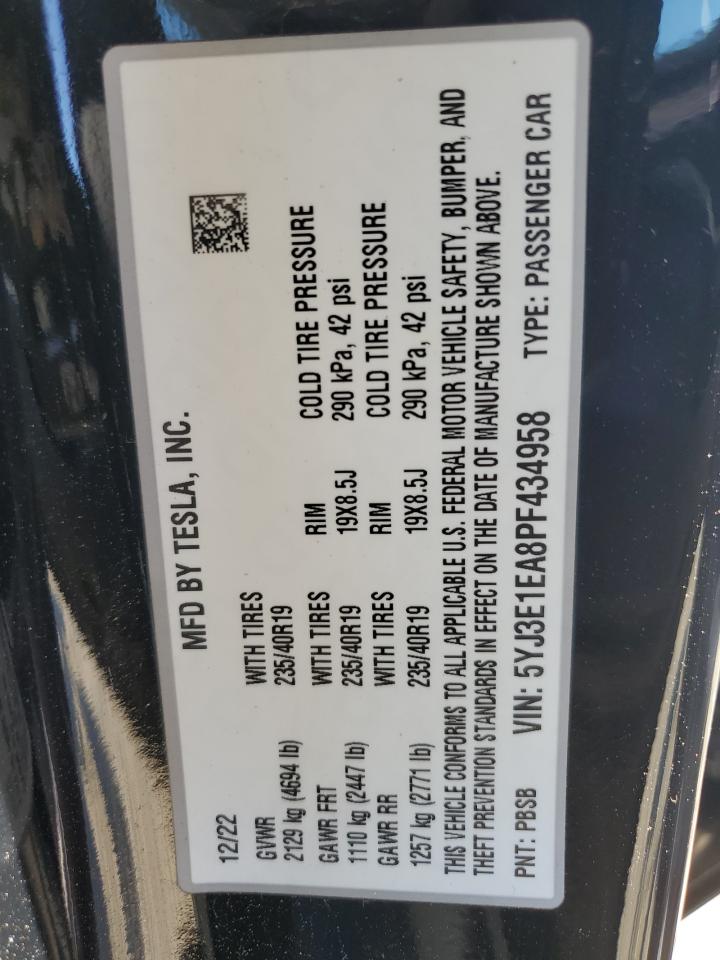 MFD BY TESLA, INC.
12/22
GVWR WITH TIRES
2129 kg (4694 lb) 235/40R19
GAWR FRT WITH TIRES RIM COLD TIRE PRESSURE
1110 kg (2447 lb) 235/40R19 19X8.5J 290 kPa, 42 psi
GAWR RR WITH TIRES RIM COLD TIRE PRESSURE
1257 kg (2771 lb) 235/40R19 19X8.5J 290 kPa, 42 psi
THIS VEHICLE CONFORMS TO ALL APPLICABLE U.S. FEDERAL MOTOR VEHICLE SAFETY, BUMPER, AND
THEFT PREVENTION STANDARDS IN EFFECT ON THE DATE OF MANUFACTURE SHOWN ABOVE.
PNT: PBSB VIN: 5YJ3E1EA8PF434958 TYPE: PASSENGER CAR